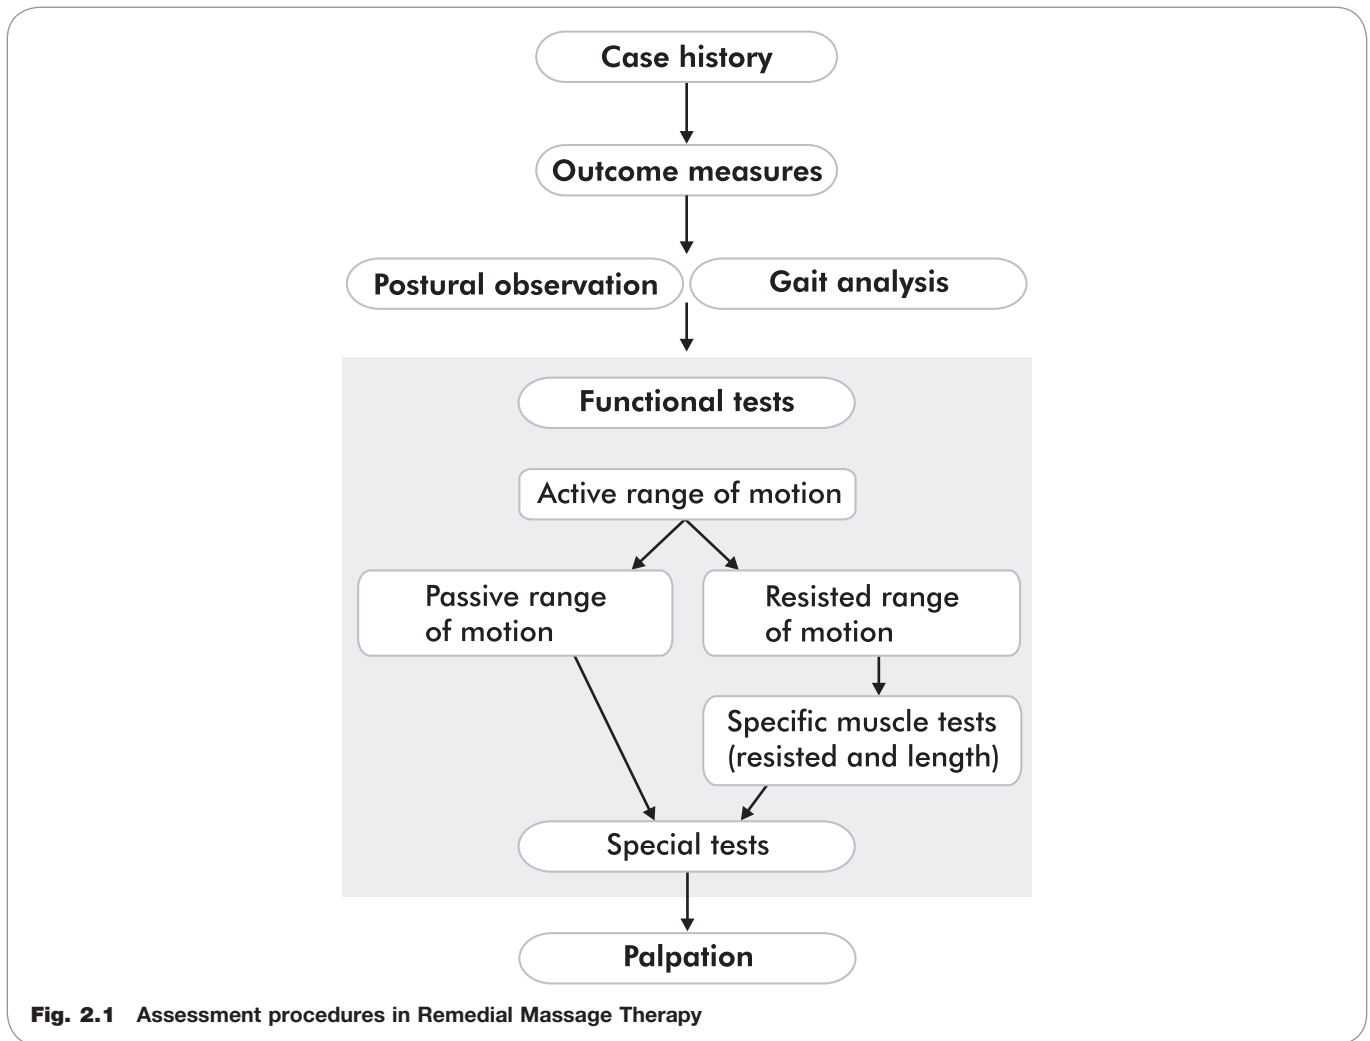 Case history
Outcome measures
Postural observation
Gait analysis
Functional tests
Active range of motion
Passive range
of motion
Resisted range
of motion
Specific muscle tests
(resisted and length)
Special tests
Palpation
Fig. 2.1 Assessment procedures in Remedial Massage Therapy